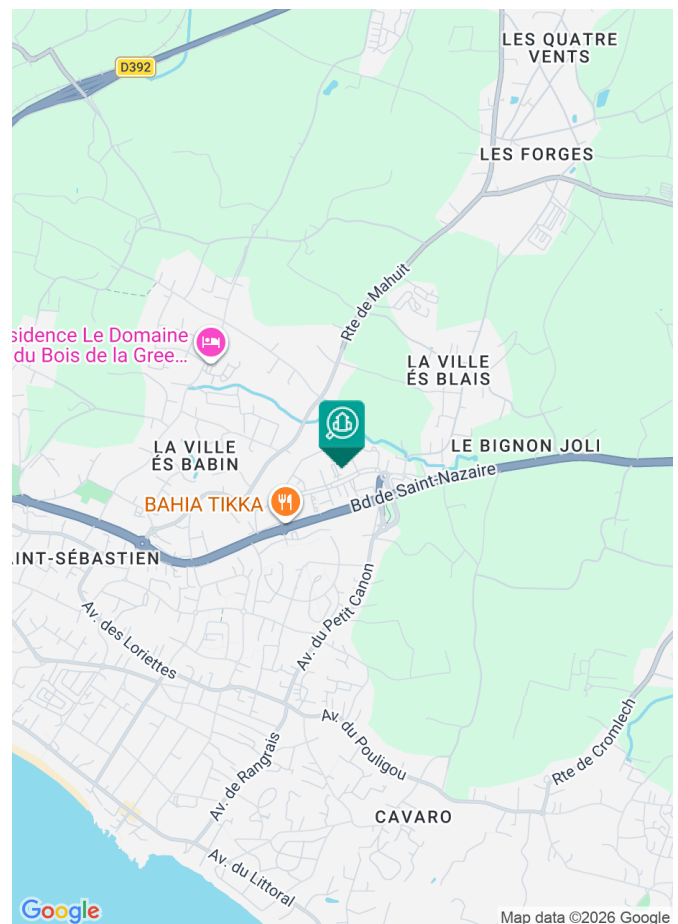 LES QUATRE
VENTS
D392
LES FORGES
Rte de Mahuit
sidence Le Domaine
du Bois de la Gree...
LA VILLE
ÉS BLAIS
LA VILLE
ÉS BABIN
LE BIGNON JOLI
BAHIA TIKKA
Bd de Saint-Nazaire
AINT-SÉBASTIEN
Av. du Petit Canon
Av. des Loriettes
Av. du Pouligou
Rte de Cromlech
Av. de Rangrais
CAVARO
Av. du Littoral
Google
Map data ©2026 Google